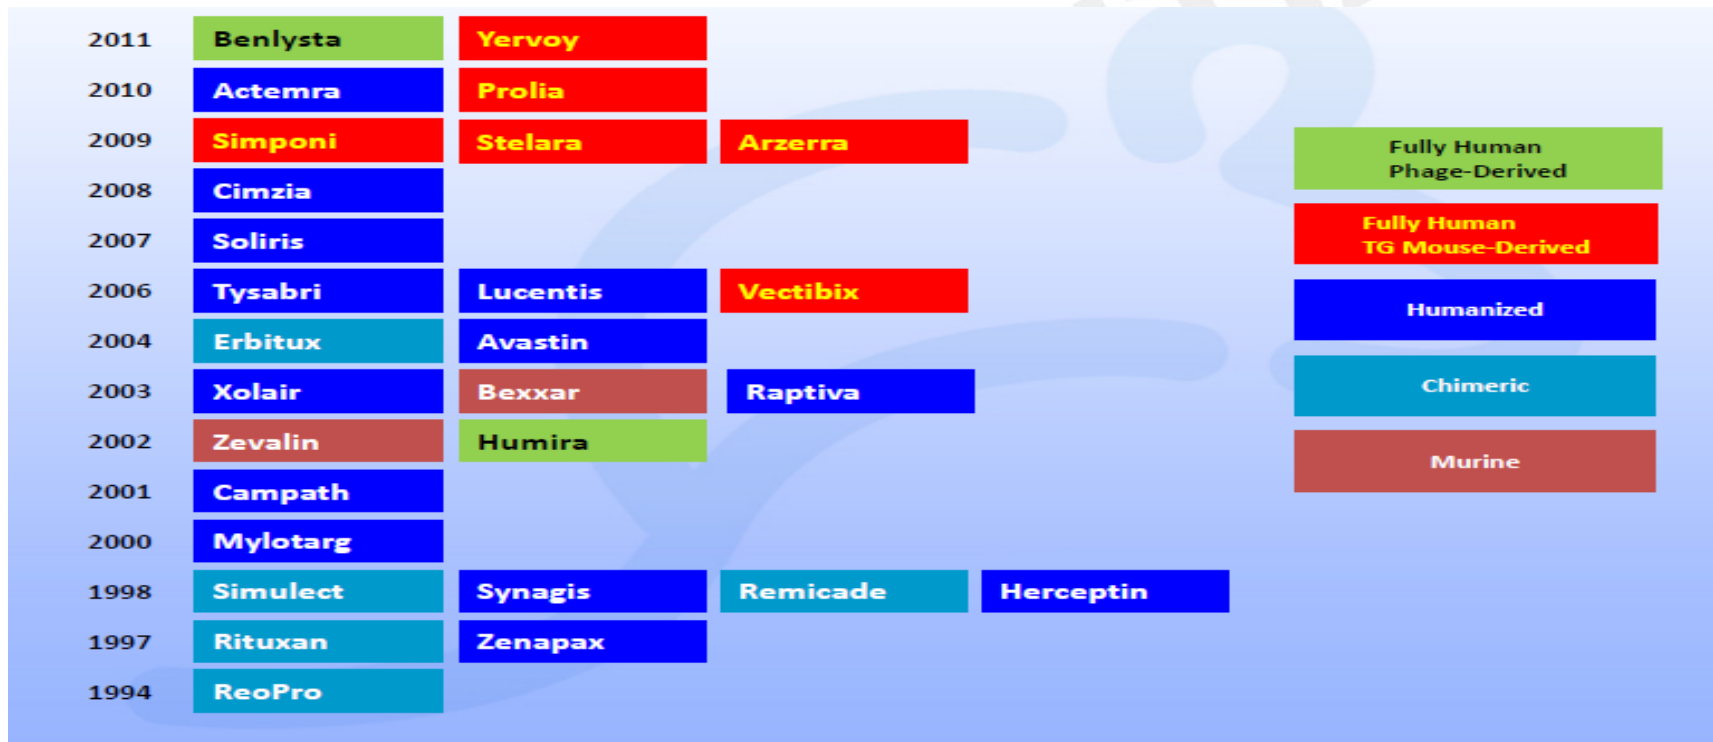 2011 Benlysta Yervoy
2010 Actemra Prolia
2009 Simponi Stelara Arzerra
2008 Cimzia
2007 Soliris
2006 Tysabri Lucentis Vectibix
2004 Erbitux Avastin
2003 Xolair Bexxar Raptiva
2002 Zevalin Humira
2001 Campath
2000 Mylotarg
1998 Simulect Synagis Remicade Herceptin
1997 Rituxan Zenapax
1994 ReoPro
Fully Human
Phage-Derived
Fully Human
TG Mouse-Derived
Humanized
Chimeric
Murine